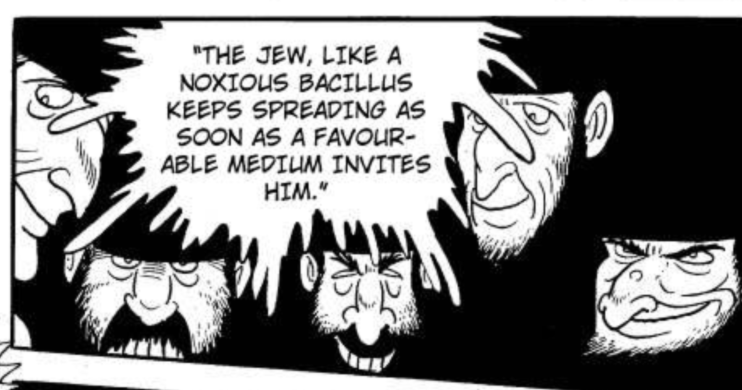 "THE JEW, LIKE A
NOXIOUS BACILLUS
KEEPS SPREADING AS
SOON AS A FAVOUR-
ABLE MEDIUM INVITES
HIM."